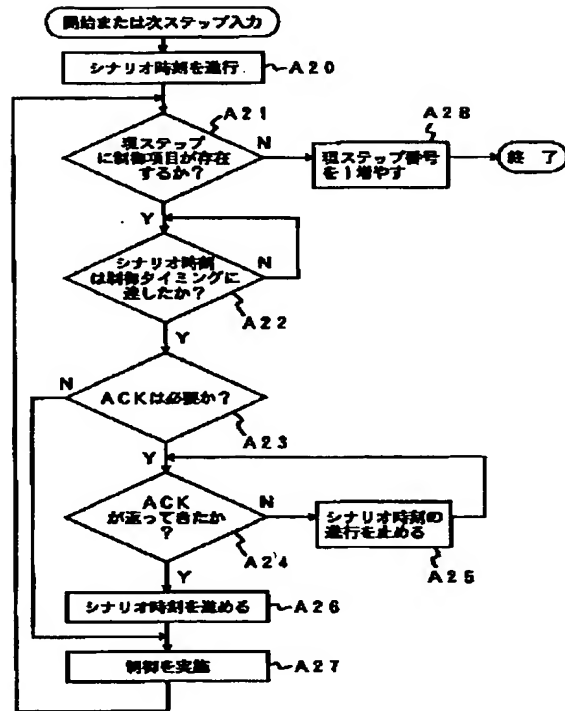 開始または次ステップ入力
シナリオ時刻を進行
A20
A21
現ステップ
に制御項目が存在
するか?
N
A28
現ステップ番号
を1増やす
終 了
Y
シナリオ時刻
は制御タイミングに
達したか?
N
A22
Y
N
ACKは必要か?
A23
Y
ACK
が返ってきたか
?
N
シナリオ時刻の
進行を止める
A24
A25
Y
シナリオ時刻を進める
A26
制御を実施
A27